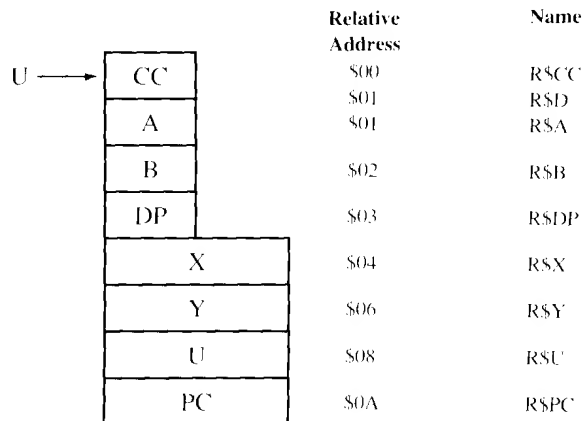 Relative Name
Address
U CC $00 R$CC
$01 R$D
A $01 R$A
B $02 R$B
DP $03 R$DP
X $04 R$X
Y $06 R$Y
U $08 R$U
PC $0A R$PC